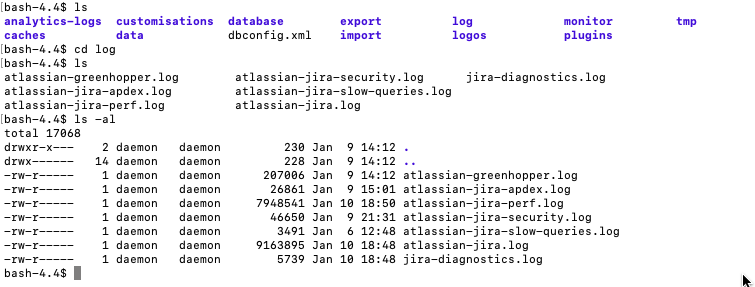 [bash-4.4$ ls
analytics-logs  customisations  database        export          log             monitor         tmp
caches          data            dbconfig.xml    import          logos           plugins
[bash-4.4$ cd log
[bash-4.4$ ls
atlassian-greenhopper.log        atlassian-jira-security.log      jira-diagnostics.log
atlassian-jira-apdex.log         atlassian-jira-slow-queries.log
atlassian-jira-perf.log          atlassian-jira.log
[bash-4.4$ ls -al
total 17068
drwxr-x---    2 daemon   daemon         230 Jan  9 14:12 .
drwx------   14 daemon   daemon         228 Jan  9 14:12 ..
-rw-r-----    1 daemon   daemon      207006 Jan  9 14:12 atlassian-greenhopper.log
-rw-r-----    1 daemon   daemon       26861 Jan  9 15:01 atlassian-jira-apdex.log
-rw-r-----    1 daemon   daemon     7948541 Jan 10 18:50 atlassian-jira-perf.log
-rw-r-----    1 daemon   daemon       46650 Jan  9 21:31 atlassian-jira-security.log
-rw-r-----    1 daemon   daemon        3491 Jan  6 12:48 atlassian-jira-slow-queries.log
-rw-r-----    1 daemon   daemon     9163895 Jan 10 18:48 atlassian-jira.log
-rw-r-----    1 daemon   daemon        5739 Jan 10 18:48 jira-diagnostics.log
bash-4.4$